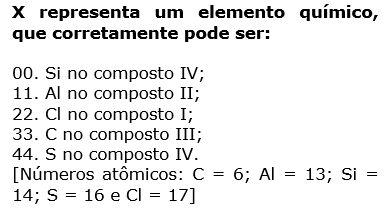 X representa um elemento químico,
que corretamente pode ser:
00. Si no composto IV;
11. Al no composto II;
22. Cl no composto I;
33. C no composto III;
44. S no composto IV.
[Números atômicos: C = 6; Al = 13; Si =
14; S = 16 e Cl = 17]